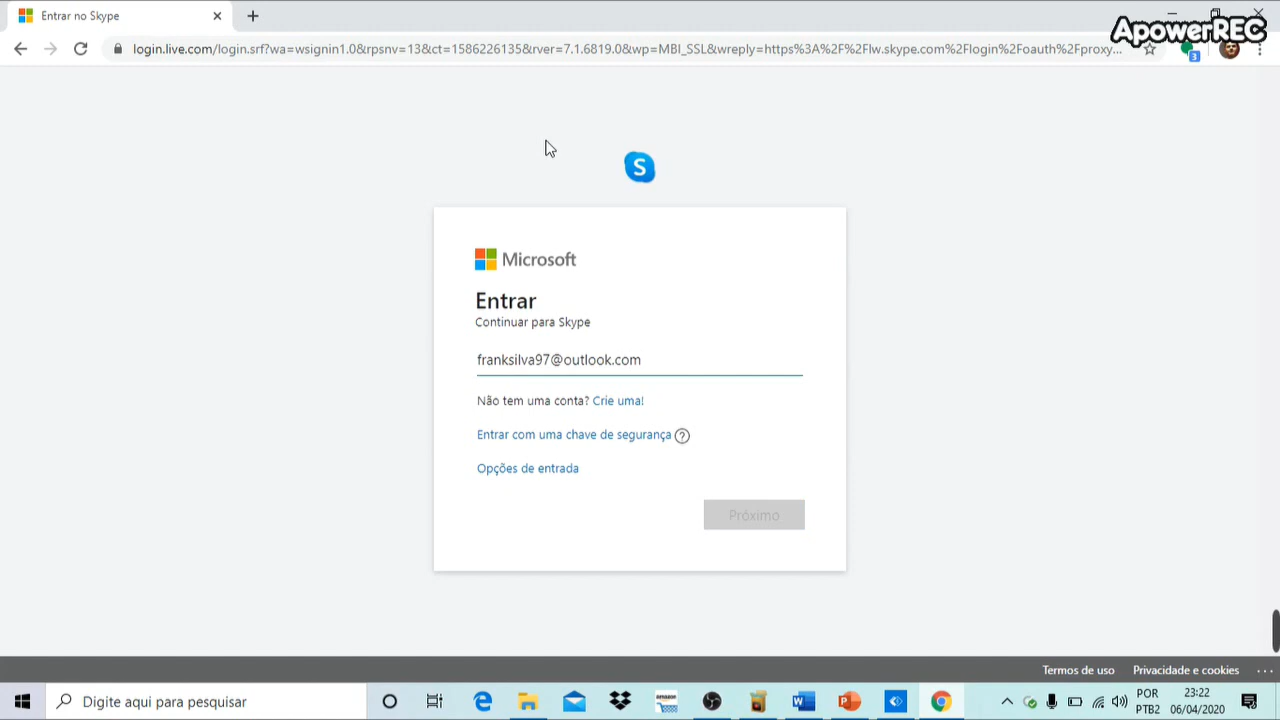 Entrar no Skype
ApowerREC
login.live.com/login.srf?wa=wsignin1.0&rpsnv=13&ct=1586226135&rver=7.1.6819.0&wp=MBI_SSL&wreply=https%3A%2F%2Flw.skype.com%2Flogin%2Foauth%2Fproxy...
3
S
Microsoft
Entrar
Continuar para Skype
franksilva97@outlook.com
Não tem uma conta? Crie uma!
Entrar com uma chave de segurança ?
Opções de entrada
Próximo
Termos de uso Privacidade e cookies ...
Digite aqui para pesquisar
POR
PTB2
23:22
06/04/2020